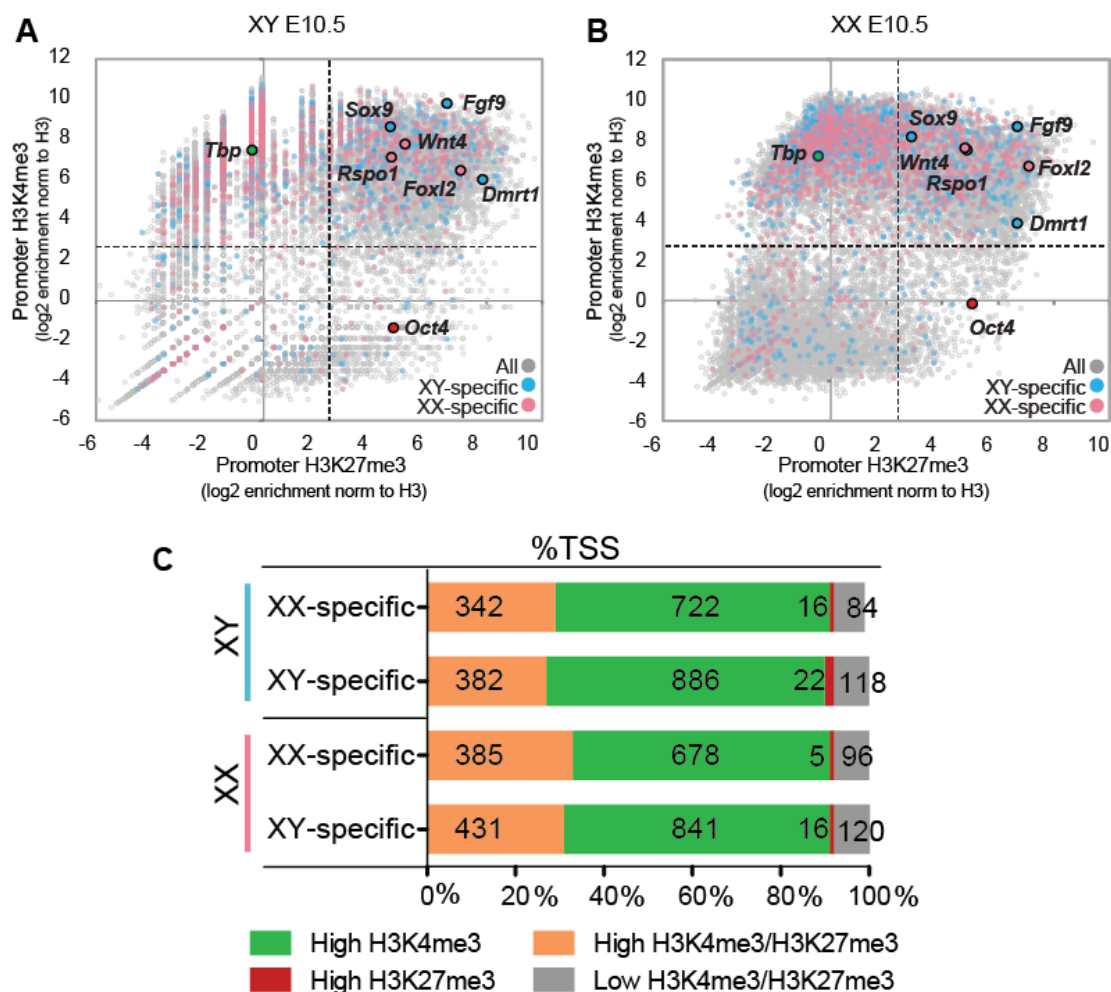 A
XY E10.5
Promoter H3K4me3
(log2 enrichment norm to H3)
12
10
8
6
4
2
0
-2
-4
-6
Sox9
Fgf9
Tbp
Wnt4
Rspo1
Foxl2
Dmrt1
Oct4
All
XY-specific
XX-specific
-6 -4 -2 0 2 4 6 8 10
Promoter H3K27me3
(log2 enrichment norm to H3)
B
XX E10.5
Promoter H3K4me3
(log2 enrichment norm to H3)
12
10
8
6
4
2
0
-2
-4
-6
Sox9
Fgf9
Tbp
Wnt4
Foxl2
Rspo1
Dmrt1
Oct4
All
XY-specific
XX-specific
-6 -4 -2 0 2 4 6 8 10
Promoter H3K27me3
(log2 enrichment norm to H3)
C
%TSS
XY
XX-specific 342 722 16 84
XY-specific 382 886 22 118
XX
XX-specific 385 678 5 96
XY-specific 431 841 16 120
0% 20% 40% 60% 80% 100%
High H3K4me3 High H3K4me3/H3K27me3
High H3K27me3 Low H3K4me3/H3K27me3